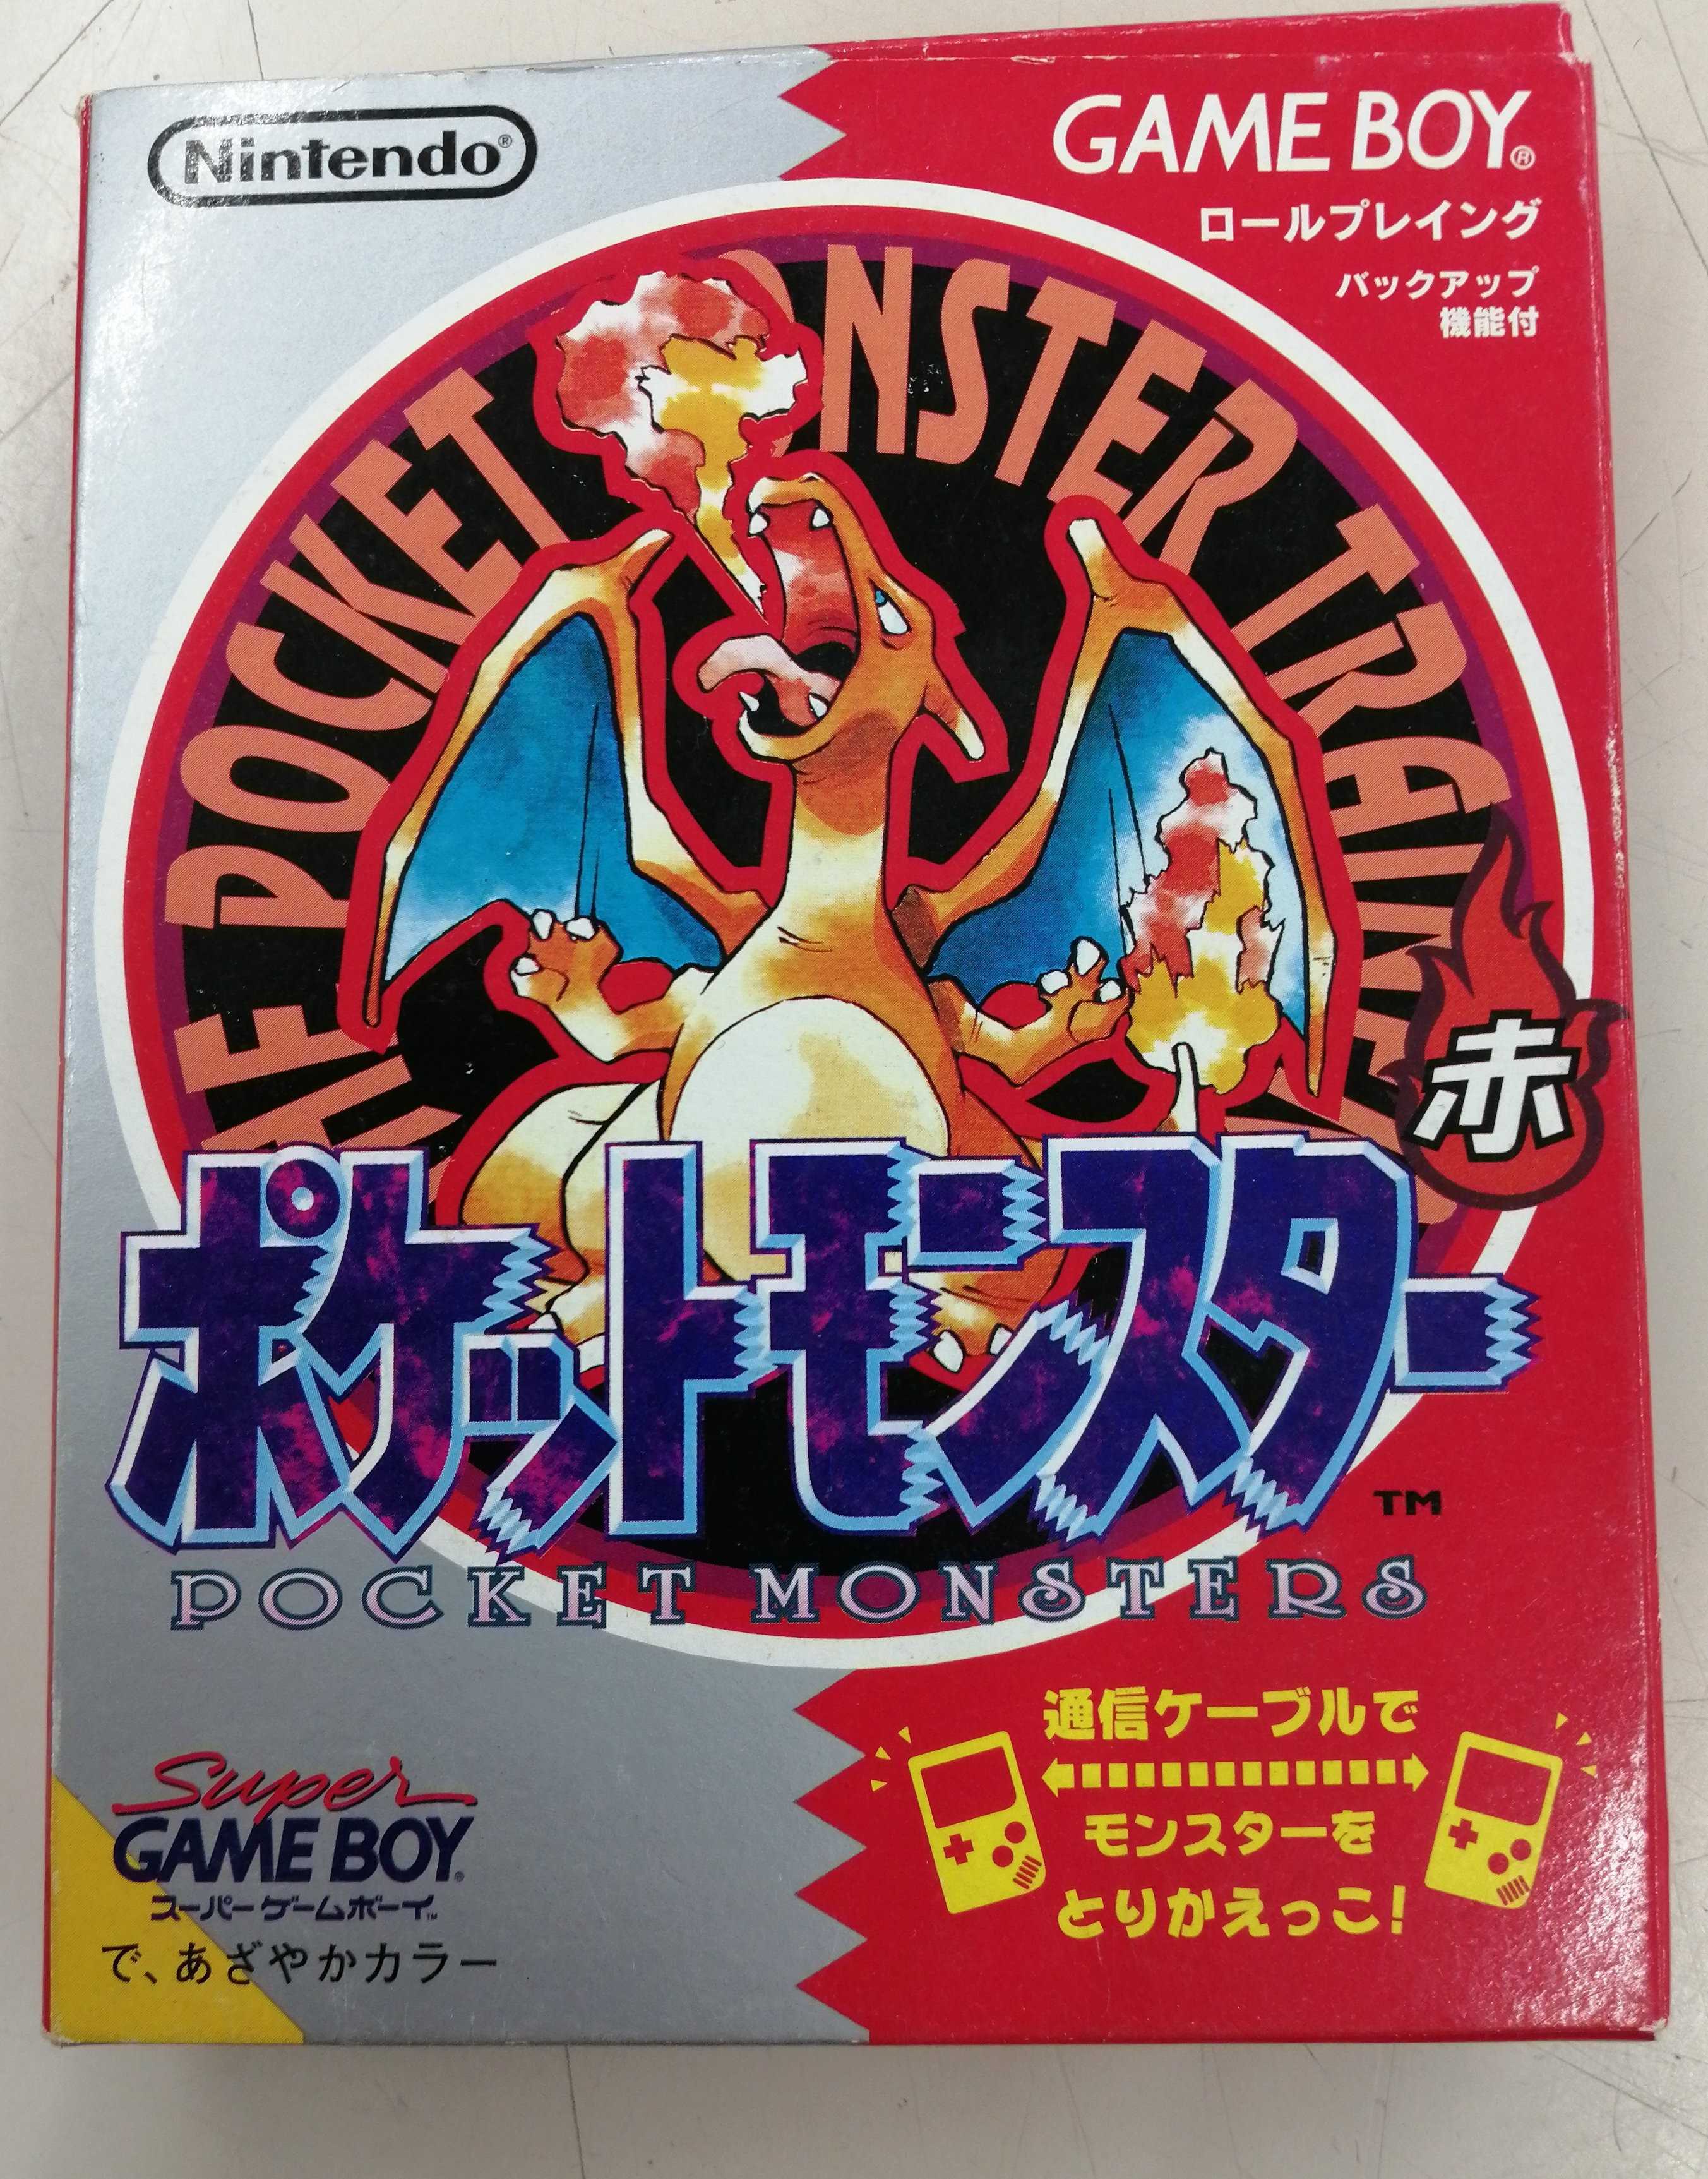 Nintendo®
GAME BOY®
ロールプレイング
バックアップ
機能付
POCKET MONSTER
赤
ポケットモンスター
TM
POCKET MONSTERS
通信ケーブルで
モンスターを
とりかえっこ!
Super
GAME BOY®
スーパーゲームボーイ™
で、あざやかカラー